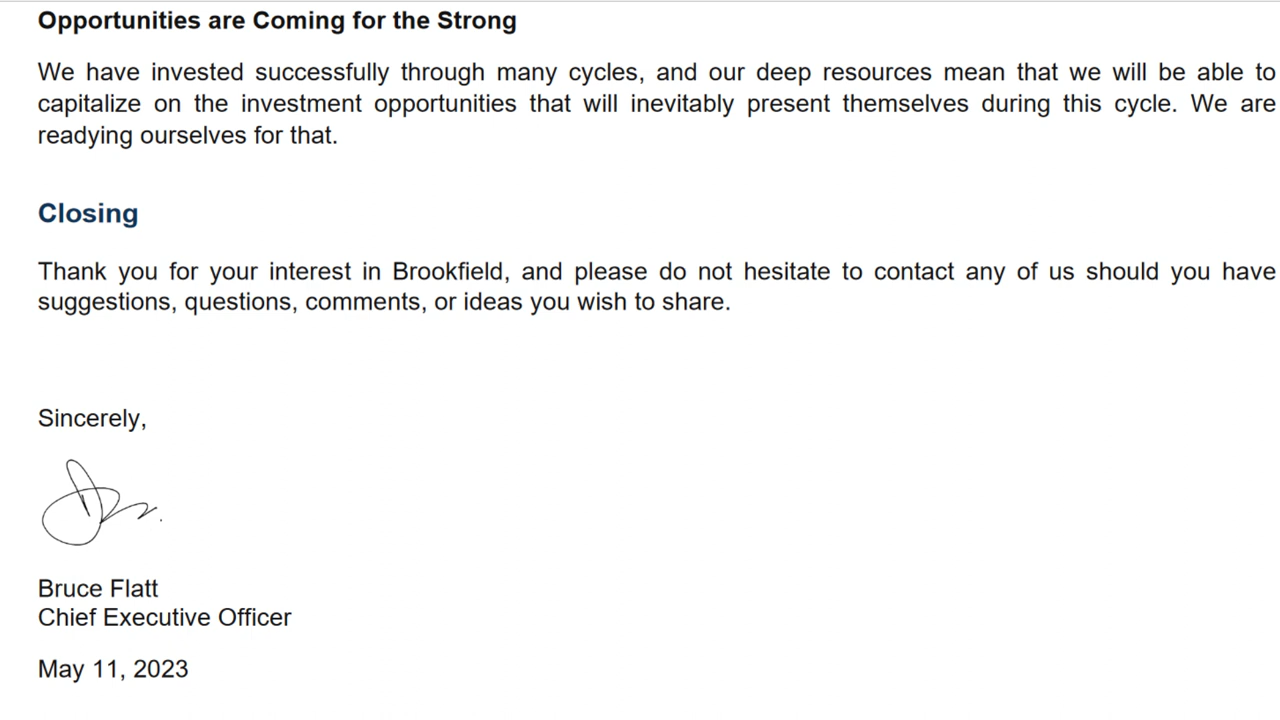 Opportunities are Coming for the Strong
We have invested successfully through many cycles, and our deep resources mean that we will be able to
capitalize on the investment opportunities that will inevitably present themselves during this cycle. We are
readying ourselves for that.
Closing
Thank you for your interest in Brookfield, and please do not hesitate to contact any of us should you have
suggestions, questions, comments, or ideas you wish to share.
Sincerely,
Bruce Flatt
Chief Executive Officer
May 11, 2023